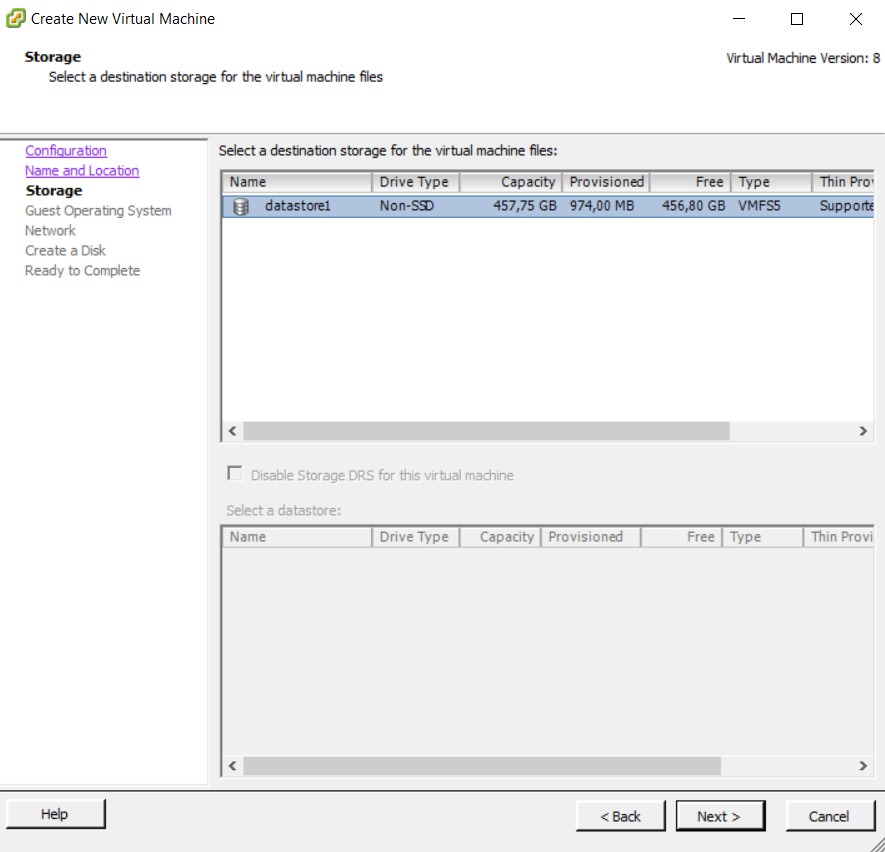 Create New Virtual Machine
Storage
Select a destination storage for the virtual machine files
Virtual Machine Version: 8
Configuration
Name and Location
Storage
Guest Operating System
Network
Create a Disk
Ready to Complete
Select a destination storage for the virtual machine files:
Name Drive Type Capacity Provisioned Free Type Thin Prov
datastore1 Non-SSD 457,75 GB 974,00 MB 456,80 GB VMFS5 Supporte
Disable Storage DRS for this virtual machine
Select a datastore:
Name Drive Type Capacity Provisioned Free Type Thin Provi
Help
< Back
Next >
Cancel